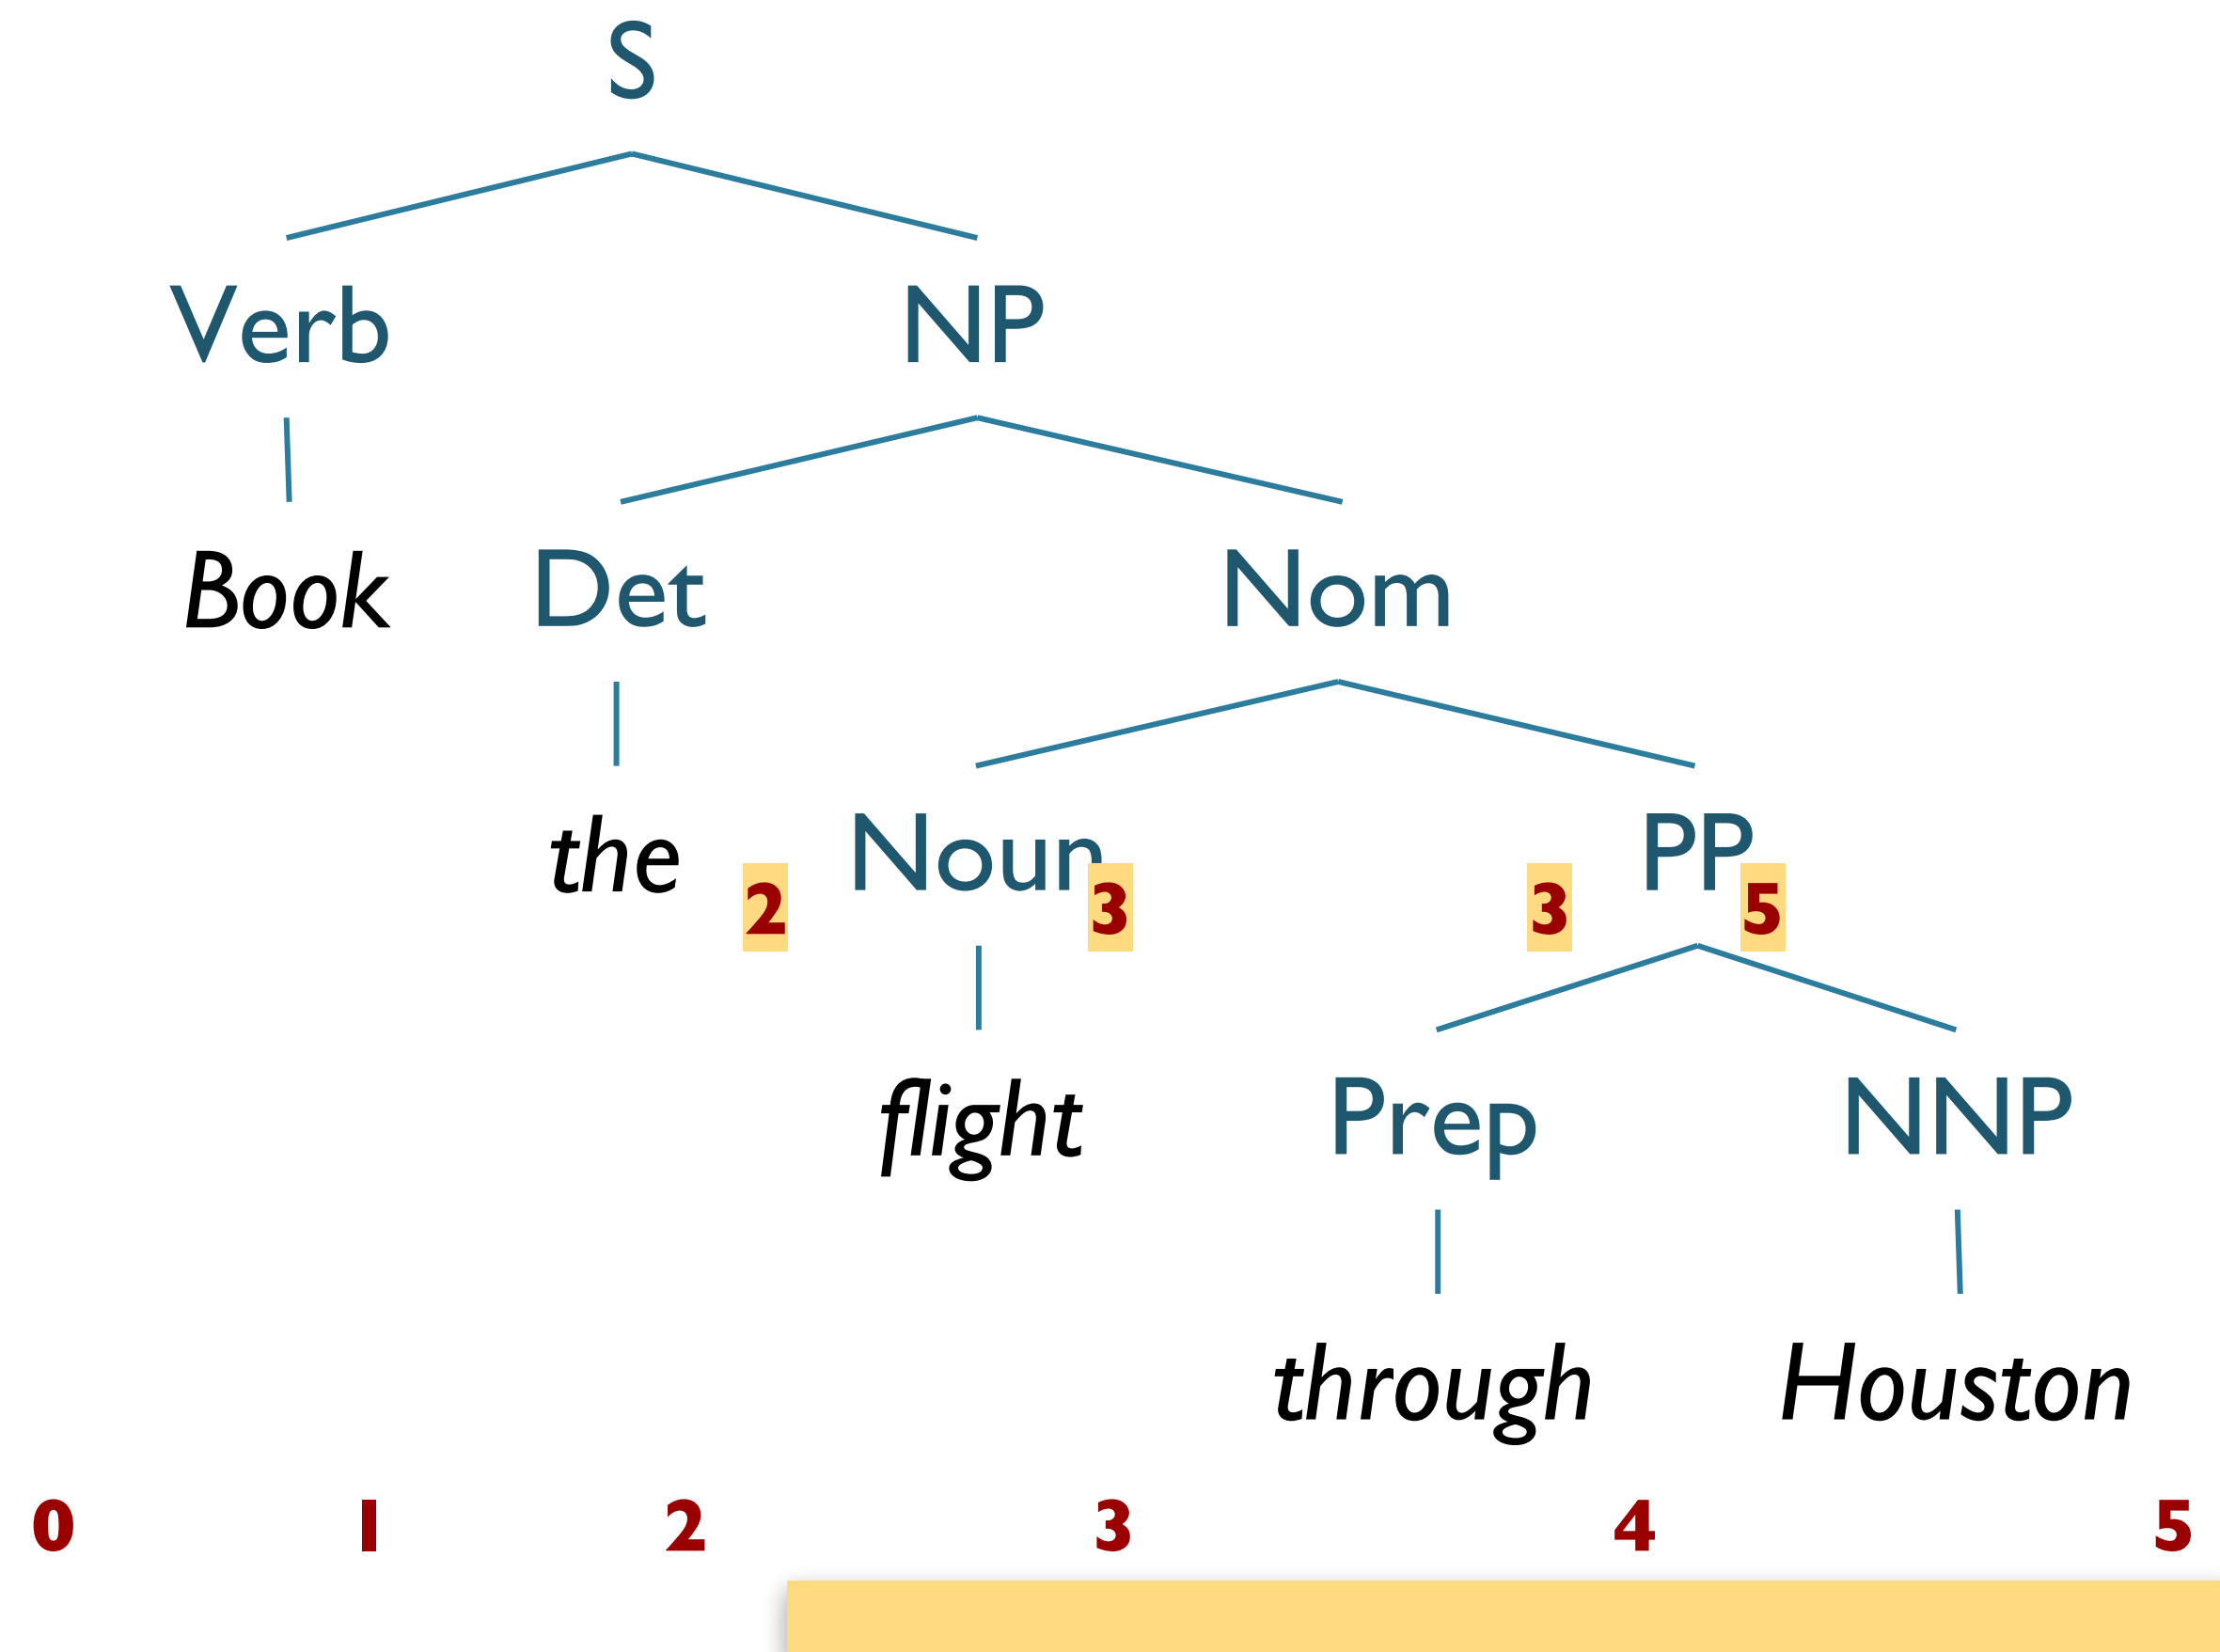 S
Verb NP
Book Det Nom
the 2 Noun 3 3 PP 5
flight Prep NNP
through Houston
0 1 2 3 4 5